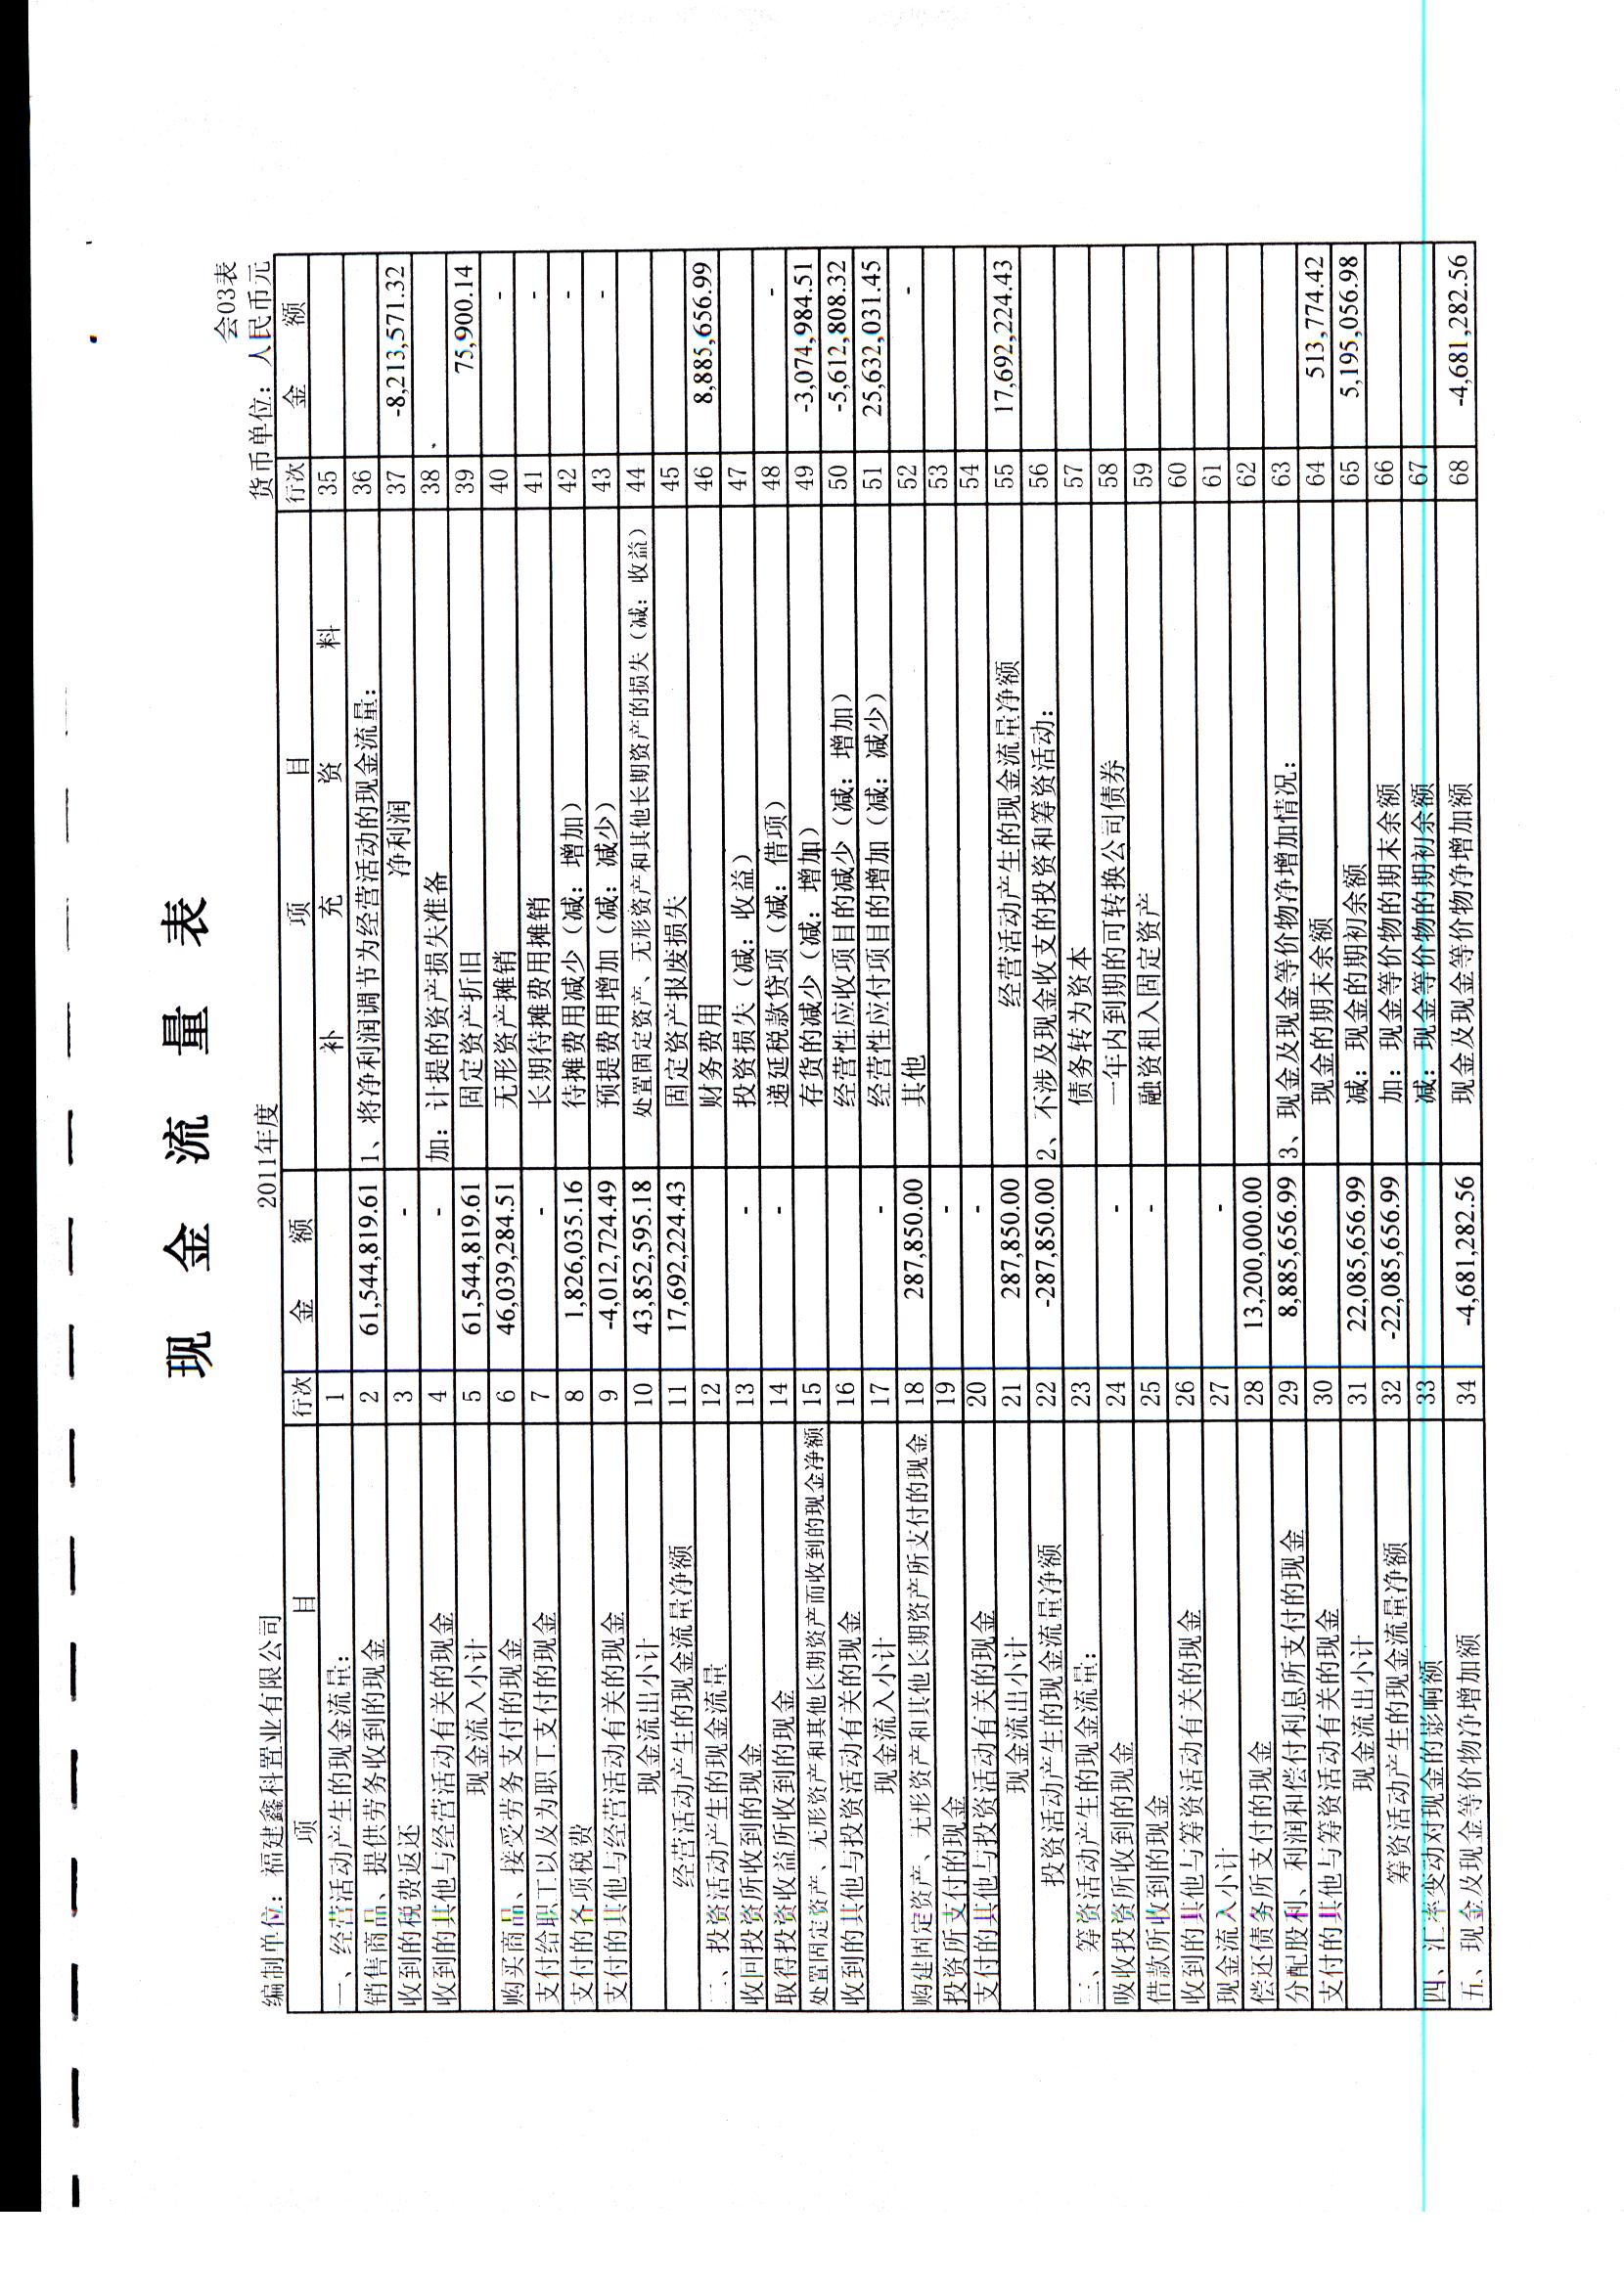 现金流量表
会03表
编制单位：福建鑫科置业有限公司 2011年度 货币单位：人民币元
项 目 行次 金 额 项 目 行次 金 额
一、经营活动产生的现金流量： 1 补 充 资 料 35
销售商品、提供劳务收到的现金 2 61,544,819.61 1、将净利润调节为经营活动的现金流量： 36
收到的税费返还 3 - 净利润 37 -8,213,571.32
收到的其他与经营活动有关的现金 4 - 加：计提的资产损失准备 38
现金流入小计 5 61,544,819.61 固定资产折旧 39 75,900.14
购买商品、接受劳务支付的现金 6 46,039,284.51 无形资产摊销 40 -
支付给职工以及为职工支付的现金 7 - 长期待摊费用摊销 41 -
支付的各项税费 8 1,826,035.16 待摊费用减少（减：增加） 42 -
支付的其他与经营活动有关的现金 9 -4,012,724.49 预提费用增加（减：减少） 43 -
现金流出小计 10 43,852,595.18 处置固定资产、无形资产和其他长期资产的损失（减：收益） 44
经营活动产生的现金流量净额 11 17,692,224.43 固定资产报废损失 45
二、投资活动产生的现金流量 12 财务费用 46 8,885,656.99
收回投资所收到的现金 13 - 投资损失（减：收益） 47
取得投资收益所收到的现金 14 - 递延税款贷项（减：借项） 48 -
处置固定资产、无形资产和其他长期资产而收到的现金净额 15 存货的减少（减：增加） 49 -3,074,984.51
收到的其他与投资活动有关的现金 16 经营性应收项目的减少（减：增加） 50 -5,612,808.32
现金流入小计 17 - 经营性应付项目的增加（减：减少） 51 25,632,031.45
购建固定资产、无形资产和其他长期资产所支付的现金 18 287,850.00 其他 52 -
投资所支付的现金 19 - 53
支付的其他与投资活动有关的现金 20 - 54
现金流出小计 21 287,850.00 经营活动产生的现金流量净额 55 17,692,224.43
投资活动产生的现金流量净额 22 -287,850.00 2、不涉及现金收支的投资和筹资活动： 56
三、筹资活动产生的现金流量： 23 债务转为资本 57
吸收投资所收到的现金 24 - 一年内到期的可转换公司债券 58
借款所收到的现金 25 - 融资租入固定资产 59
收到的其他与筹资活动有关的现金 26 60
现金流入小计 27 - 61
偿还债务所支付的现金 28 13,200,000.00 62
分配股利、利润和偿付利息所支付的现金 29 8,885,656.99 3、现金及现金等价物净增加情况： 63
支付的其他与筹资活动有关的现金 30 现金的期末余额 64 513,774.42
现金流出小计 31 22,085,656.99 减：现金的期初余额 65 5,195,056.98
筹资活动产生的现金流量净额 32 -22,085,656.99 加：现金等价物的期末余额 66
四、汇率变动对现金的影响额 33 减：现金等价物的期初余额 67
五、现金及现金等价物净增加额 34 -4,681,282.56 现金及现金等价物净增加额 68 -4,681,282.56